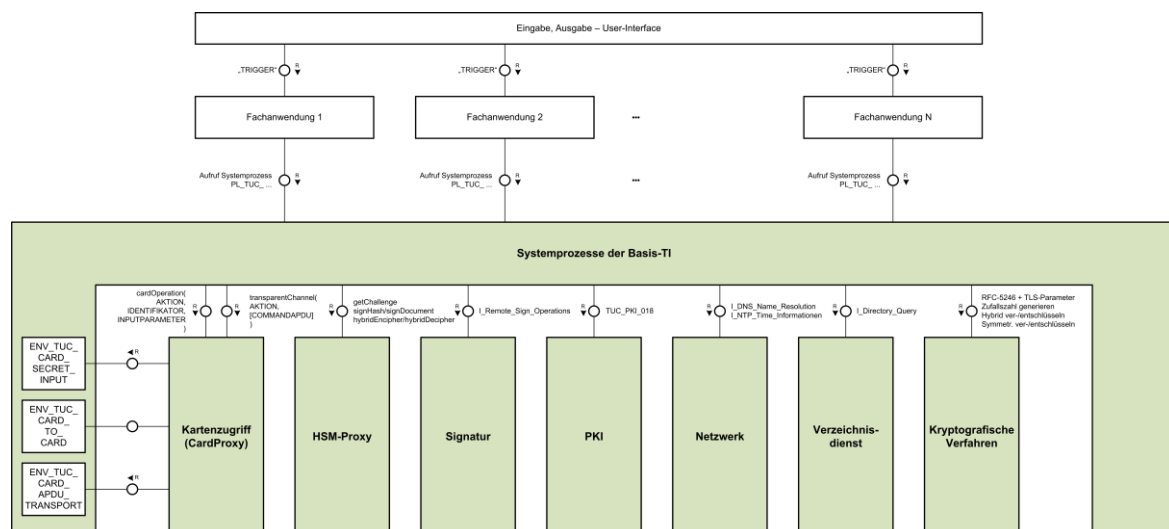 Eingabe, Ausgabe – User-Interface
„TRIGGER“
R
„TRIGGER“
R
„TRIGGER“
R
Fachanwendung 1
Fachanwendung 2
...
Fachanwendung N
Aufruf Systemprozess
PL_TUC_ ...
R
Aufruf Systemprozess
PL_TUC_ ...
R
...
Aufruf Systemprozess
PL_TUC_ ...
R
Systemprozesse der Basis-TI
cardOperation(
AKTION,
IDENTIFIKATOR,
INPUTPARAMETER
)
R
R
transparentChannel(
AKTION,
[COMMANDAPDU]
)
R
getChallenge
signHash/signDocument
hybridEncipher/hybridDecipher
R
I_Remote_Sign_Operations
R
TUC_PKI_018
R
I_DNS_Name_Resolution
I_NTP_Time_Informationen
R
I_Directory_Query
R
RFC-5246 + TLS-Parameter
Zufallszahl generieren
Hybrid ver-/entschlüsseln
Symmetr. ver-/entschlüsseln
ENV_TUC_
CARD_
SECRET_
INPUT
R
ENV_TUC_
CARD_
TO_
CARD
ENV_TUC_
CARD_
APDU_
TRANSPORT
R
Kartenzugriff
(CardProxy)
HSM-Proxy
Signatur
PKI
Netzwerk
Verzeichnis-
dienst
Kryptografische
Verfahren